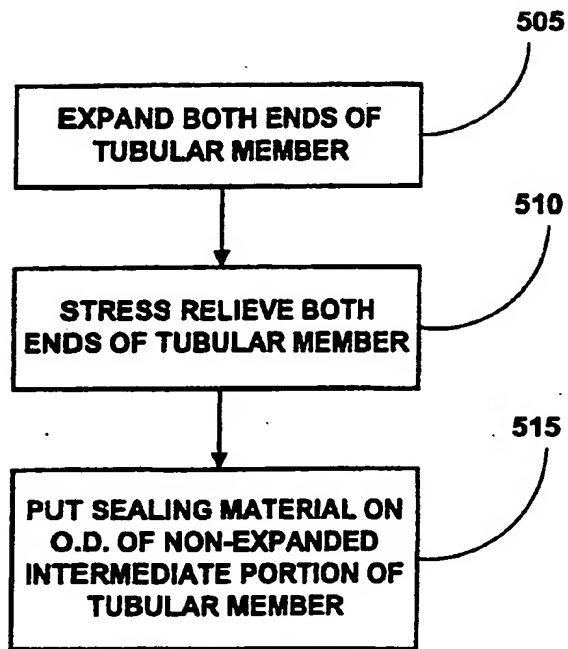 505
EXPAND BOTH ENDS OF
TUBULAR MEMBER
510
STRESS RELIEVE BOTH
ENDS OF TUBULAR MEMBER
515
PUT SEALING MATERIAL ON
O.D. OF NON-EXPANDED
INTERMEDIATE PORTION OF
TUBULAR MEMBER